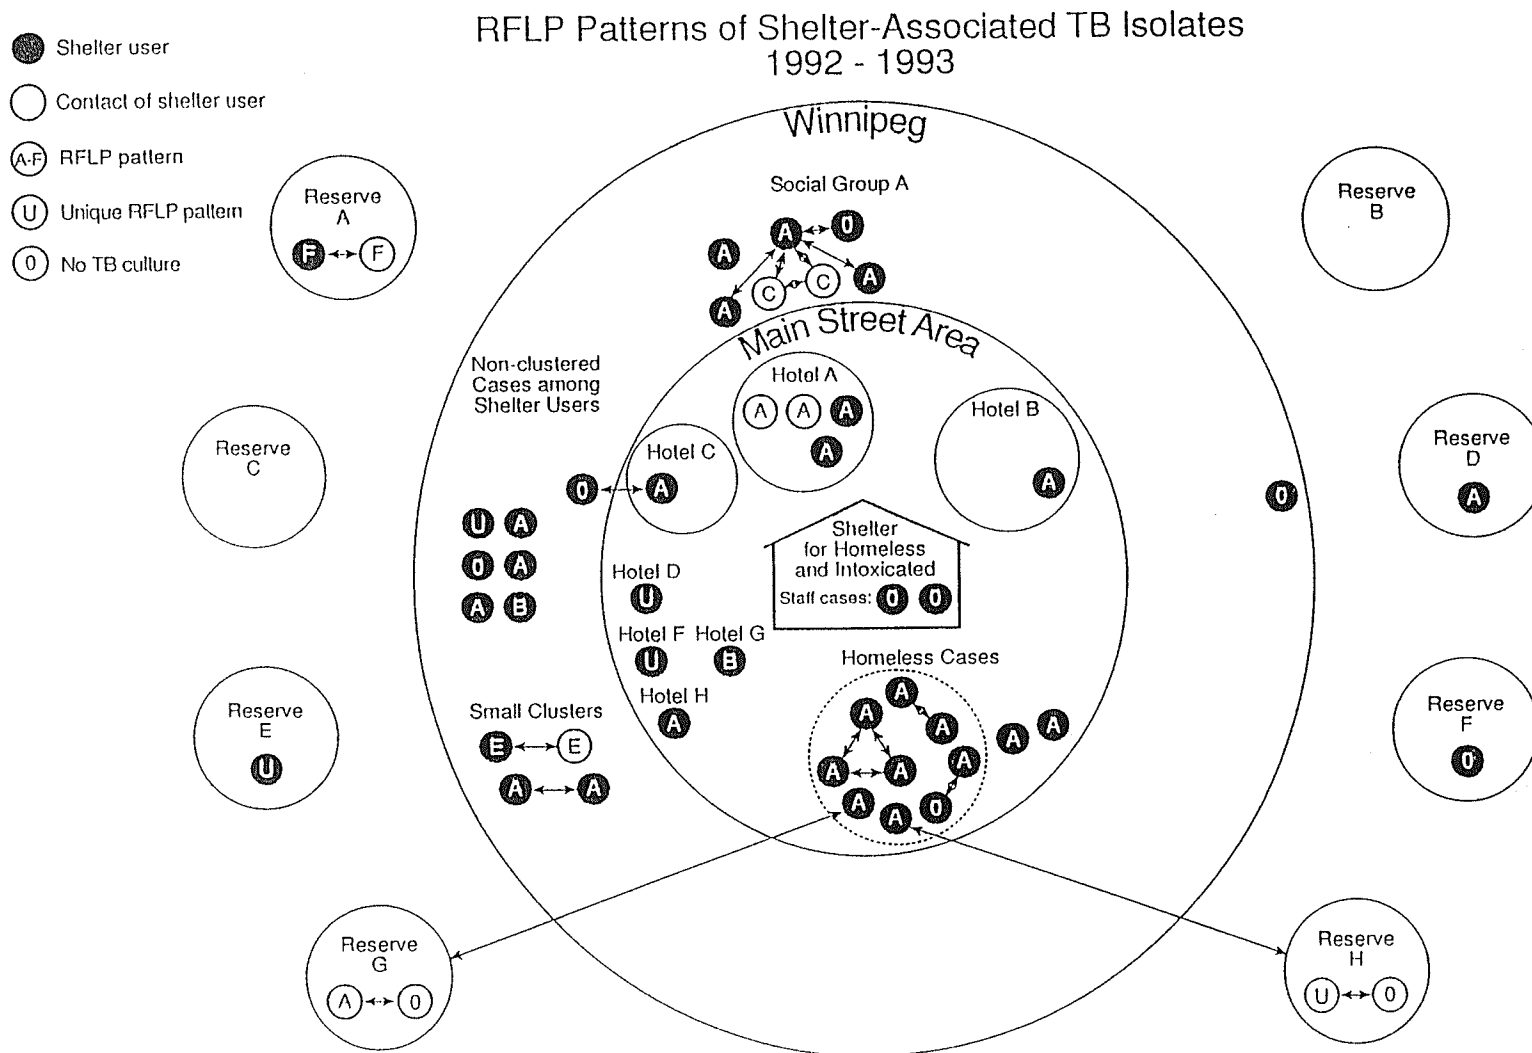 RFLP Patterns of Shelter-Associated TB Isolates
1992 - 1993
Shelter user
Contact of shelter user
A-F RFLP pattern
U Unique RFLP pattern
0 No TB culture
Winnipeg
Social Group A
A 0
A
A
C C
A
Main Street Area
Non-clustered
Cases among
Shelter Users
0
U A
0 A
A B
Hotel A
A A A
A
Hotel B
A
Hotel C
A
Shelter
for Homeless
and Intoxicated
Staff cases: 0 0
Hotel D
U
Hotel F
U
Hotel G
B
Hotel H
A
Homeless Cases
A
A
A
A
A
A
A
A
0
A
A
Small Clusters
E E
A A
0
Reserve
A
F F
Reserve
B
Reserve
C
Reserve
D
A
Reserve
E
U
Reserve
F
0
Reserve
G
A 0
Reserve
H
U 0